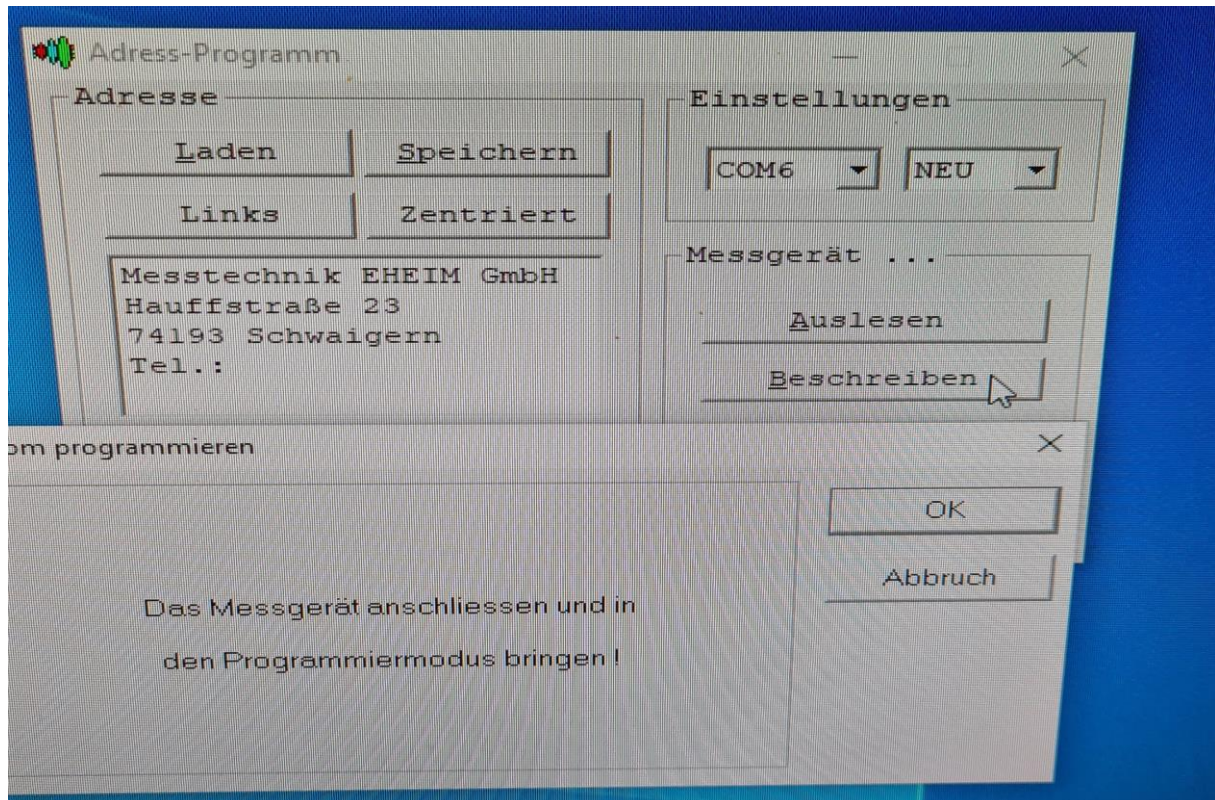 Adress-Programm
Adresse
Laden Speichern
Links Zentriert
Messtechnik EHEIM GmbH
Hauffstraße 23
74193 Schwaigern
Tel.:
Einstellungen
COM6 NEU
Messgerät ...
Auslesen
Beschreiben
programmieren
OK
Abbruch
Das Messgerät anschliessen und in
den Programmiermodus bringen !